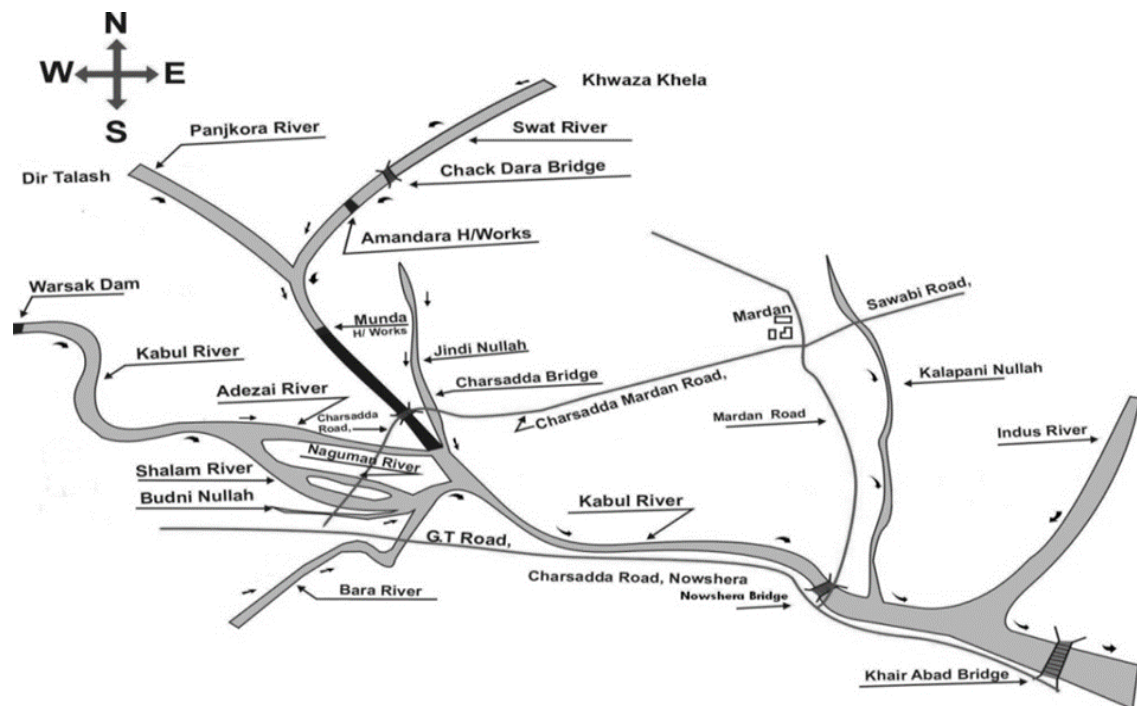 N
W E
S
Khwaza Khela
Panjkora River
Swat River
Dir Talash
Chack Dara Bridge
Amandara H/Works
Warsak Dam
Sawabi Road,
Mardan
Munda
H/ Works
Kabul River
Jindi Nullah
Kalapani Nullah
Charsadda Bridge
Adezai River
Charsadda Mardan Road,
Charsadda
Road,
Mardan Road
Indus River
Naguman River
Shalam River
Budni Nullah
Kabul River
G.T Road,
Charsadda Road, Nowshera
Bara River
Nowshera Bridge
Khair Abad Bridge